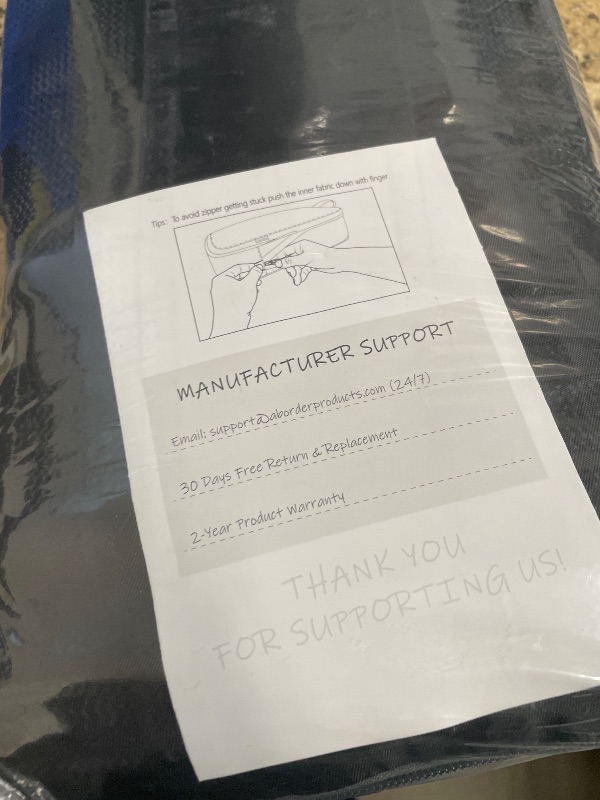 Tips: To avoid zipper getting stuck push the inner fabric down with finger
MANUFACTURER SUPPORT
Email: support@aborderproducts.com (24/7)
30 Days Free Return & Replacement
2-Year Product Warranty
THANK YOU
FOR SUPPORTING US!